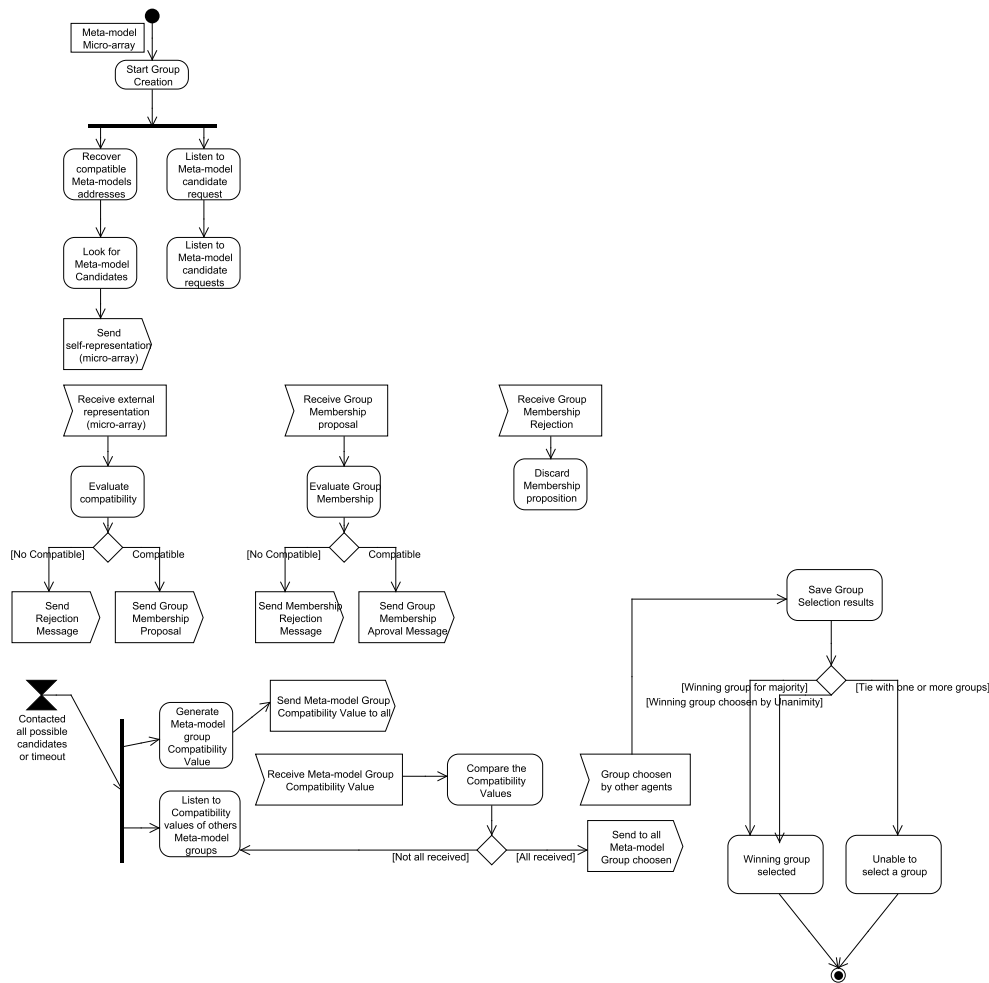 Meta-model
Micro-array
Start Group
Creation
Recover
compatible
Meta-models
addresses
Listen to
Meta-model
candidate
request
Look for
Meta-model
Candidates
Listen to
Meta-model
candidate
requests
Send
self-representation
(micro-array)
Receive external
representation
(micro-array)
Receive Group
Membership
proposal
Receive Group
Membership
Rejection
Evaluate
compatibility
Evaluate Group
Membership
Discard
Membership
proposition
[No Compatible]
Compatible
[No Compatible]
Compatible
Send
Rejection
Message
Send Group
Membership
Proposal
Send Membership
Rejection
Message
Send Group
Membership
Aproval Message
Save Group
Selection results
[Winning group for majority]
[Tie with one or more groups]
[Winning group choosen by Unanimity]
Contacted
all possible
candidates
or timeout
Generate
Meta-model
group
Compatibility
Value
Send Meta-model Group
Compatibility Value to all
Receive Meta-model Group
Compatibility Value
Compare the
Compatibility
Values
Group choosen
by other agents
Listen to
Compatibility
values of others
Meta-model
groups
[Not all received]
[All received]
Send to all
Meta-model
Group choosen
Winning group
selected
Unable to
select a group